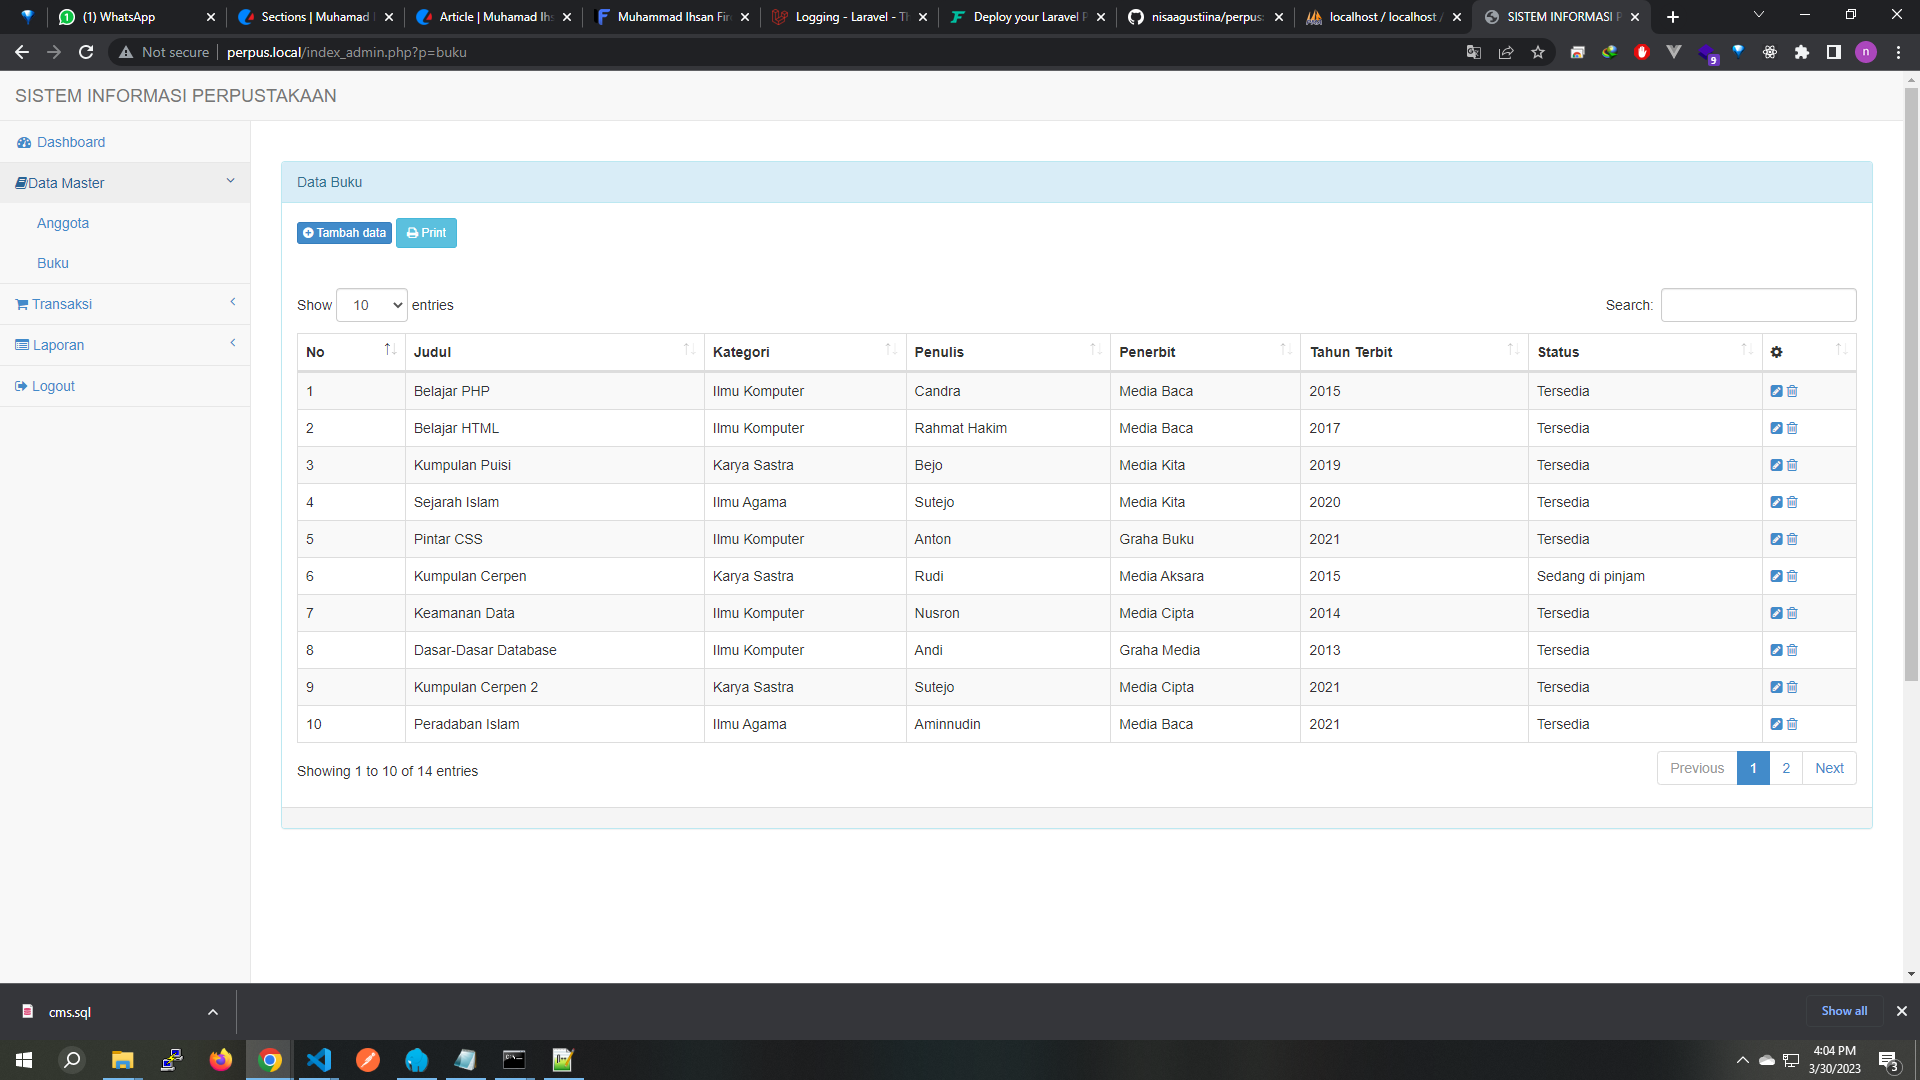 (1) WhatsApp
Sections | Muhamad
Article | Muhamad Ihs
Muhammad Ihsan Fir
Logging - Laravel - Th
Deploy your Laravel P
nisaagustiina/perpus
localhost / localhost /
SISTEM INFORMASI P
Not secure perpus.local/index_admin.php?p=buku
9
n
SISTEM INFORMASI PERPUSTAKAAN
Dashboard
Data Master
Anggota
Buku
Transaksi
Laporan
Logout
Data Buku
Tambah data Print
Show 10 entries Search:
No Judul Kategori Penulis Penerbit Tahun Terbit Status
1 Belajar PHP Ilmu Komputer Candra Media Baca 2015 Tersedia
2 Belajar HTML Ilmu Komputer Rahmat Hakim Media Baca 2017 Tersedia
3 Kumpulan Puisi Karya Sastra Bejo Media Kita 2019 Tersedia
4 Sejarah Islam Ilmu Agama Sutejo Media Kita 2020 Tersedia
5 Pintar CSS Ilmu Komputer Anton Graha Buku 2021 Tersedia
6 Kumpulan Cerpen Karya Sastra Rudi Media Aksara 2015 Sedang di pinjam
7 Keamanan Data Ilmu Komputer Nusron Media Cipta 2014 Tersedia
8 Dasar-Dasar Database Ilmu Komputer Andi Graha Media 2013 Tersedia
9 Kumpulan Cerpen 2 Karya Sastra Sutejo Media Cipta 2021 Tersedia
10 Peradaban Islam Ilmu Agama Aminnudin Media Baca 2021 Tersedia
Showing 1 to 10 of 14 entries Previous 1 2 Next
cms.sql Show all
4:04 PM
3/30/2023
3